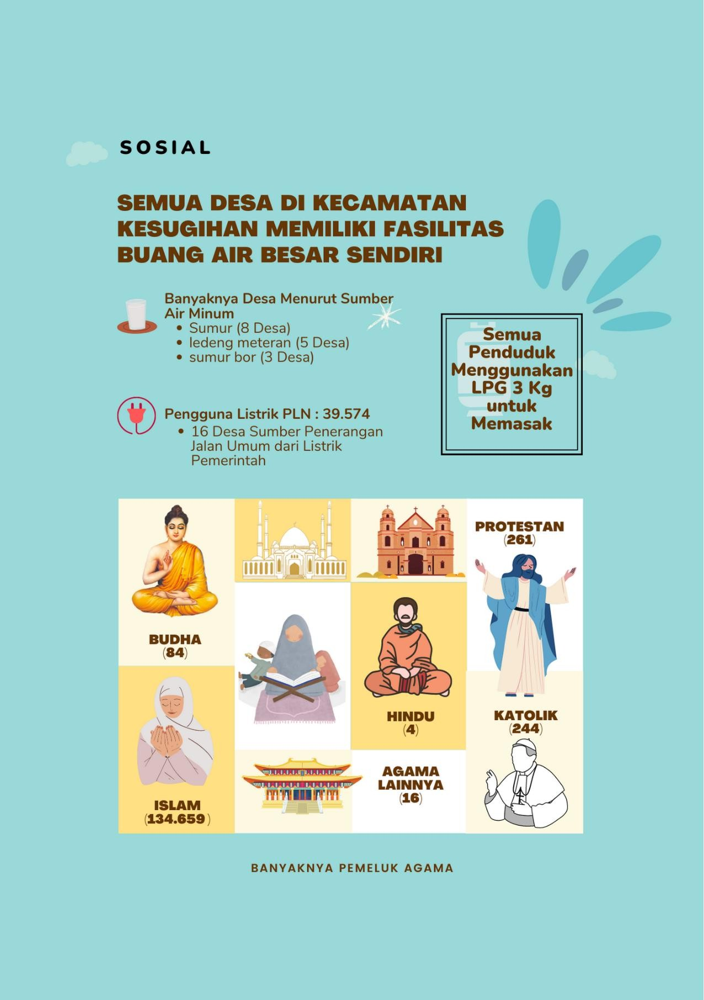 SOSIAL
SEMUA DESA DI KECAMATAN
KESUGIHAN MEMILIKI FASILITAS
BUANG AIR BESAR SENDIRI
Banyaknya Desa Menurut Sumber
Air Minum
• Sumur (8 Desa)
• ledeng meteran (5 Desa)
• sumur bor (3 Desa)
Semua
Penduduk
Menggunakan
LPG 3 Kg
untuk
Memasak
Pengguna Listrik PLN : 39.574
• 16 Desa Sumber Penerangan
Jalan Umum dari Listrik
Pemerintah
PROTESTAN
(261)
BUDHA
(84)
HINDU
(4)
KATOLIK
(244)
AGAMA
LAINNYA
(16)
ISLAM
(134.659 )
BANYAKNYA PEMELUK AGAMA